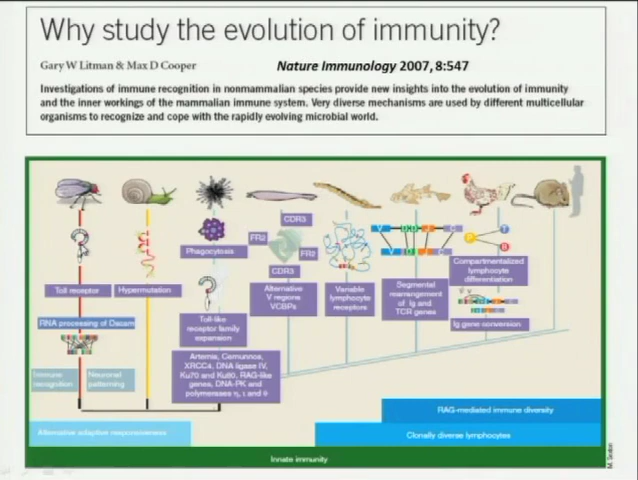 Why study the evolution of immunity?
Gary W Litman & Max D Cooper
Nature Immunology 2007, 8:547
Investigations of immune recognition in nonmammalian species provide new insights into the evolution of immunity
and the inner workings of the mammalian immune system. Very diverse mechanisms are used by different multicellular
organisms to recognize and cope with the rapidly evolving microbial world.
Toll receptor
RNA processing of Dscam
Immune
recognition
Neuronal
patterning
Hypermutation
Phagocytosis
Toll-like
receptor family
expansion
Artemis, Cernunnos,
XRCC4, DNA ligase IV,
Ku70 and Ku80, RAG-like
genes, DNA-PK and
polymerases η, ι and θ
CDR3
FR2
FR2
CDR3
Alternative
V regions
VCBPs
Variable
lymphocyte
receptors
V D D J C
V D J C
Segmental
rearrangement
of Ig and
TCR genes
P T B
Compartmentalized
lymphocyte
differentiation
Ig gene conversion
RAG-mediated immune diversity
Alternative adaptive responsiveness
Clonally diverse lymphocytes
Innate immunity